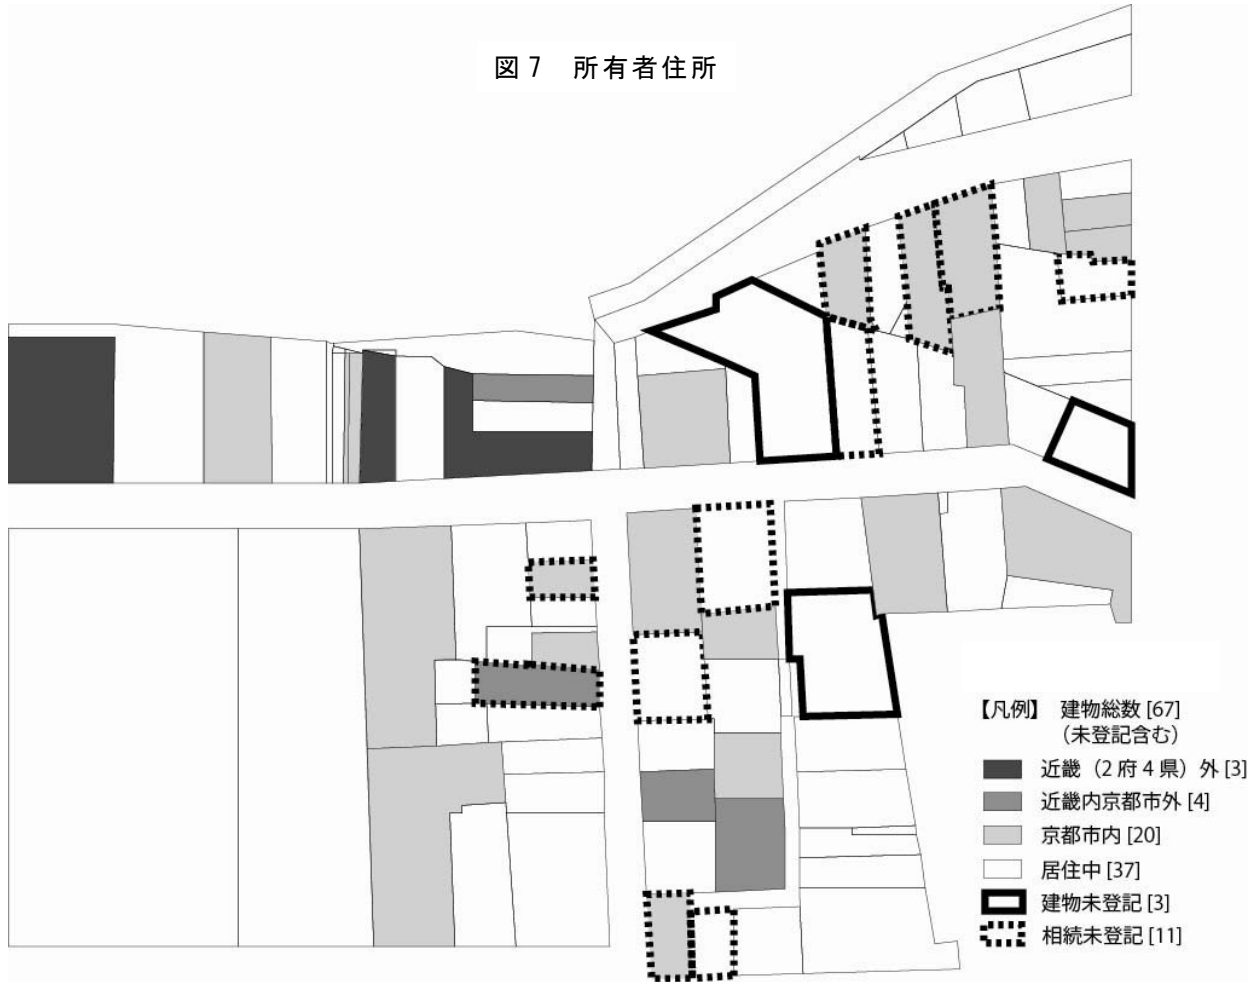 図7　所有者住所
【凡例】　建物総数 [67]
（未登記含む）
近畿（2府4県）外 [3]
近畿内京都市外 [4]
京都市内 [20]
居住中 [37]
建物未登記 [3]
相続未登記 [11]